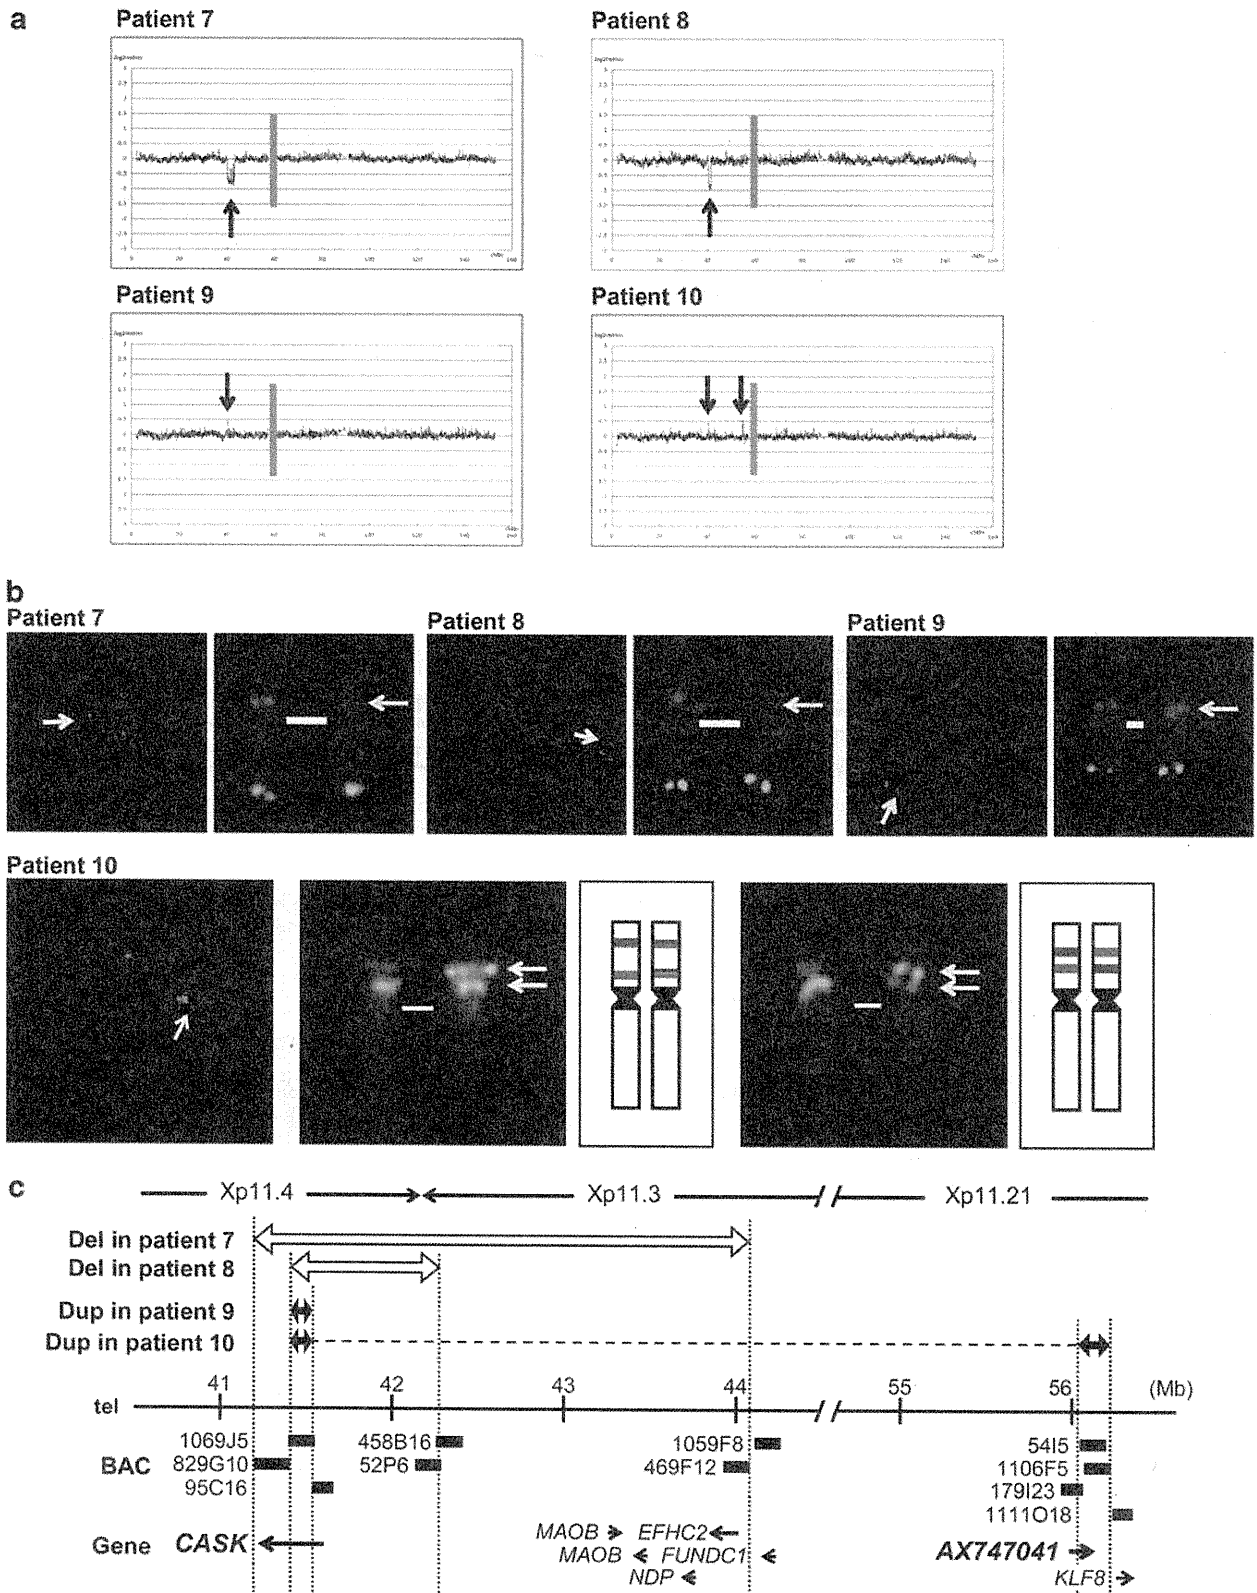 a
Patient 7
Patient 8
Patient 9
Patient 10
b
Patient 7
Patient 8
Patient 9
Patient 10
c
Xp11.4
Xp11.3
Xp11.21
Del in patient 7
Del in patient 8
Dup in patient 9
Dup in patient 10
41 42 43 44 55 56 (Mb)
tel
1069J5 458B16 1059F8 54I5
BAC 829G10 52P6 469F12 1106F5
95C16 179I23
1111O18
Gene CASK MAOB EFHC2 AX747041
MAOB FUNDC1
NDP KLF8